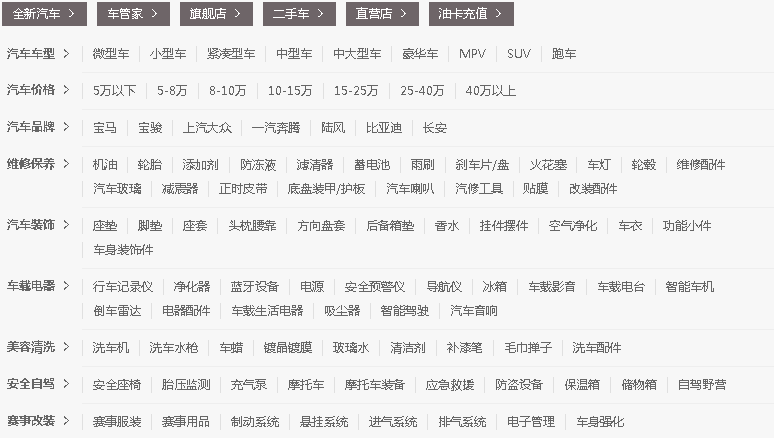 全新汽车 > 车管家 > 旗舰店 > 二手车 > 直营店 > 油卡充值 >
汽车车型 > 微型车 小型车 紧凑型车 中型车 中大型车 豪华车 MPV SUV 跑车
汽车价格 > 5万以下 5-8万 8-10万 10-15万 15-25万 25-40万 40万以上
汽车品牌 > 宝马 宝骏 上汽大众 一汽奔腾 陆风 比亚迪 长安
维修保养 > 机油 轮胎 添加剂 防冻液 滤清器 蓄电池 雨刷 刹车片/盘 火花塞 车灯 轮毂 维修配件
汽车玻璃 减震器 正时皮带 底盘装甲/护板 汽车喇叭 汽修工具 贴膜 改装配件
汽车装饰 > 座垫 脚垫 座套 头枕腰靠 方向盘套 后备箱垫 香水 挂件摆件 空气净化 车衣 功能小件
车身装饰件
车载电器 > 行车记录仪 净化器 蓝牙设备 电源 安全预警仪 导航仪 冰箱 车载影音 车载电台 智能车机
倒车雷达 电器配件 车载生活电器 吸尘器 智能驾驶 汽车音响
美容清洗 > 洗车机 洗车水枪 车蜡 镀晶镀膜 玻璃水 清洁剂 补漆笔 毛巾掸子 洗车配件
安全自驾 > 安全座椅 胎压监测 充气泵 摩托车 摩托车装备 应急救援 防盗设备 保温箱 储物箱 自驾野营
赛事改装 > 赛事服装 赛事用品 制动系统 悬挂系统 进气系统 排气系统 电子管理 车身强化